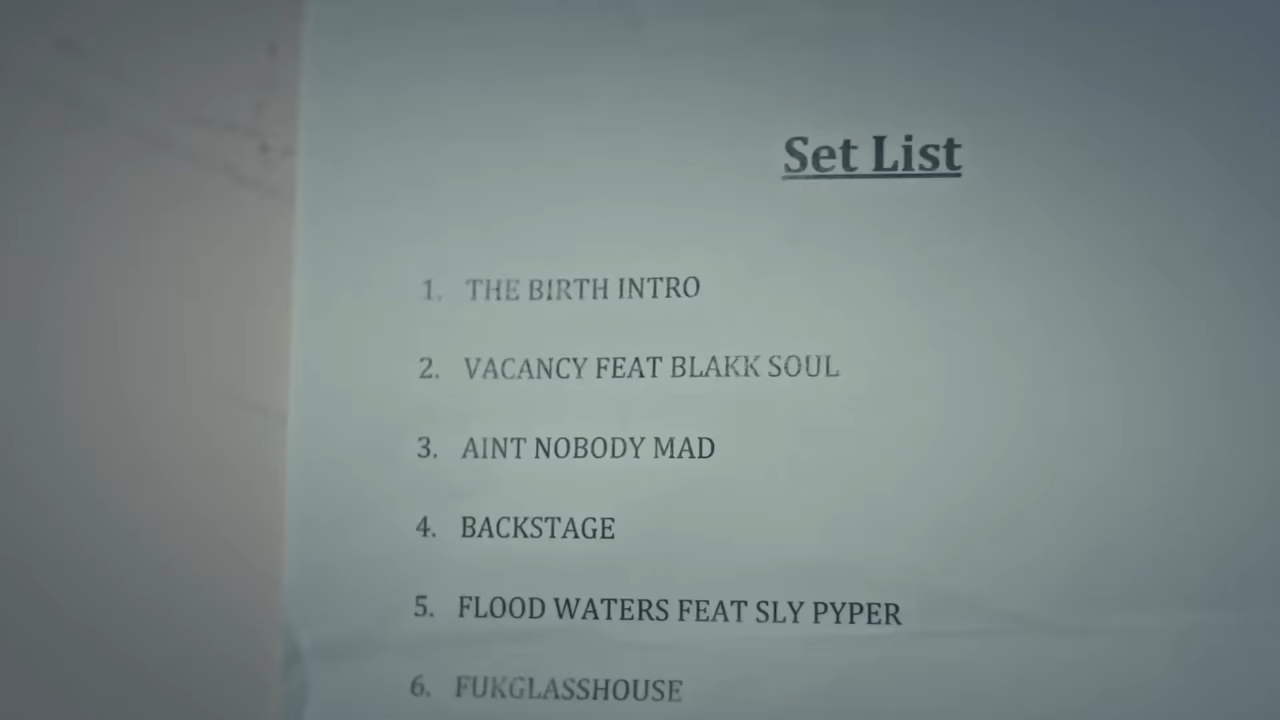 Set List
1. THE BIRTH INTRO
2. VACANCY FEAT BLAKK SOUL
3. AINT NOBODY MAD
4. BACKSTAGE
5. FLOOD WATERS FEAT SLY PYPER
6. FUKGLASSHOUSE